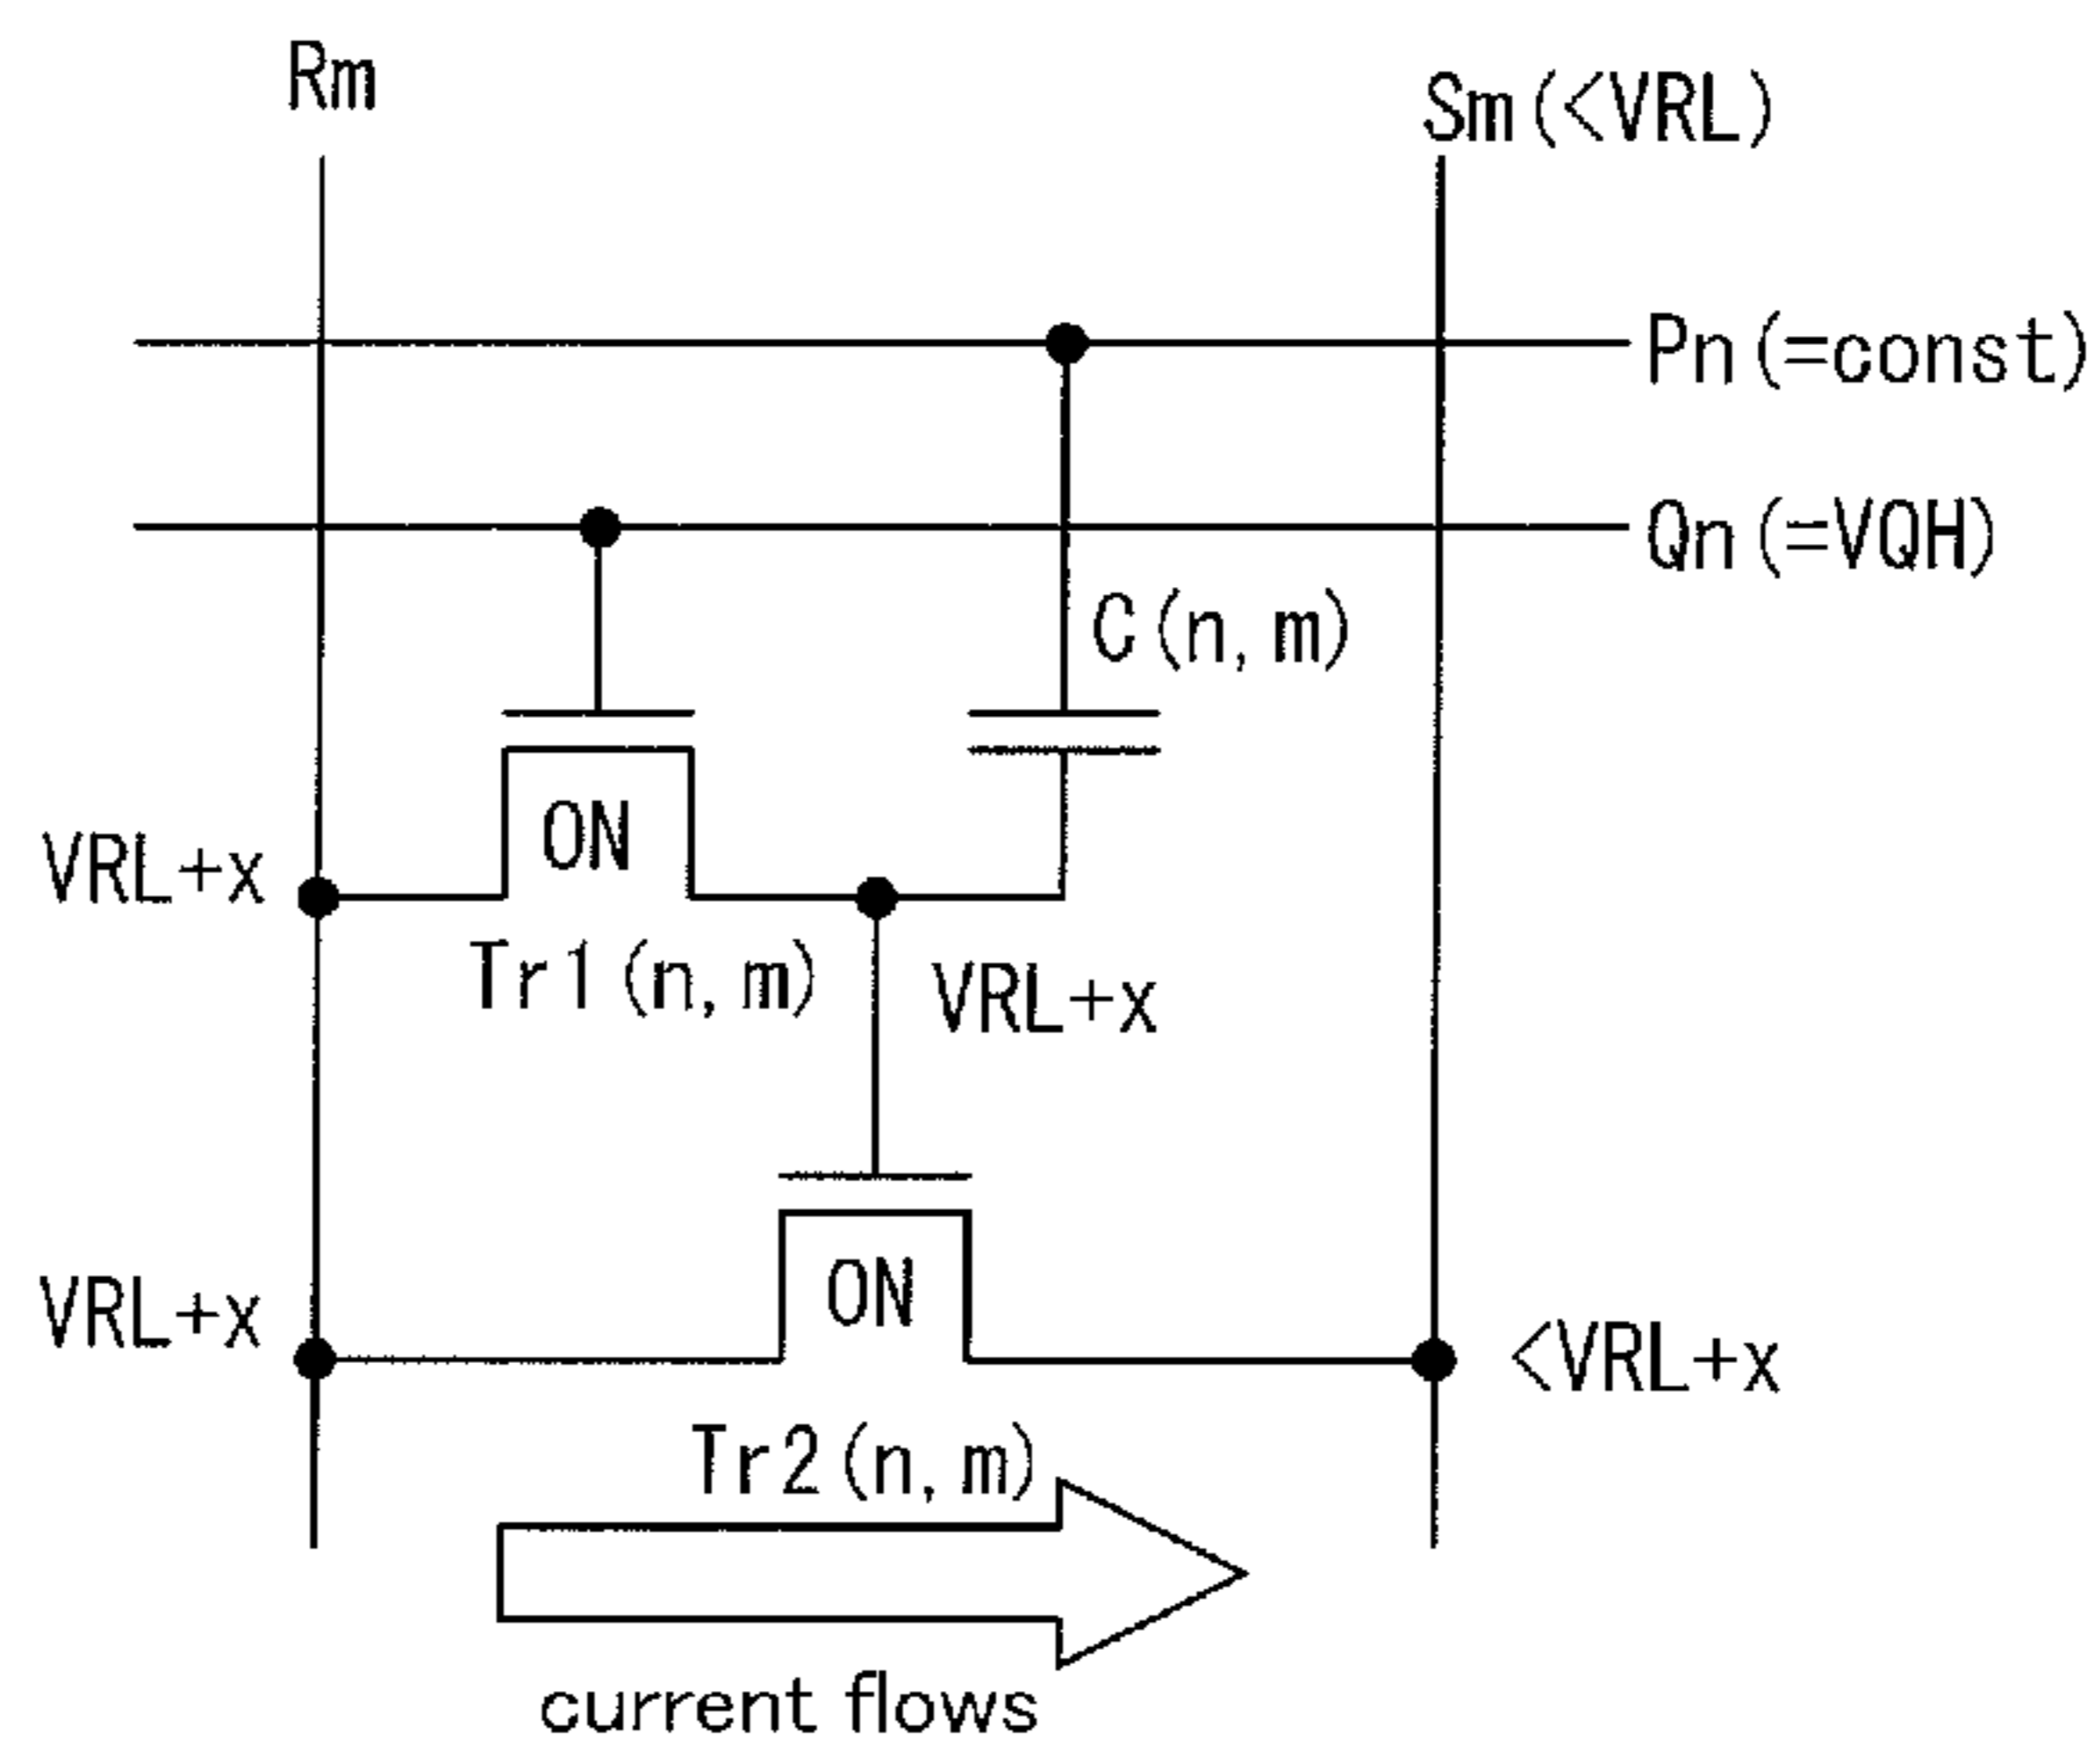 Rm
Sm(<VRL)
Pn(=const)
Qn(=VQH)
C(n,m)
ON
VRL+x
Tr1(n,m)
VRL+x
ON
VRL+x
<VRL+x
Tr2(n,m)
current flows